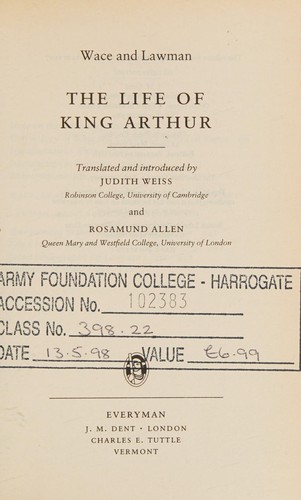 Wace and Lawman
THE LIFE OF
KING ARTHUR
Translated and introduced by
JUDITH WEISS
Robinson College, University of Cambridge
and
ROSAMUND ALLEN
Queen Mary and Westfield College, University of London
ARMY FOUNDATION COLLEGE - HARROGATE
ACCESSION No. 102383
CLASS No. 398.22
DATE 13.5.98 VALUE £6.99
EVERYMAN
J. M. DENT · LONDON
CHARLES E. TUTTLE
VERMONT